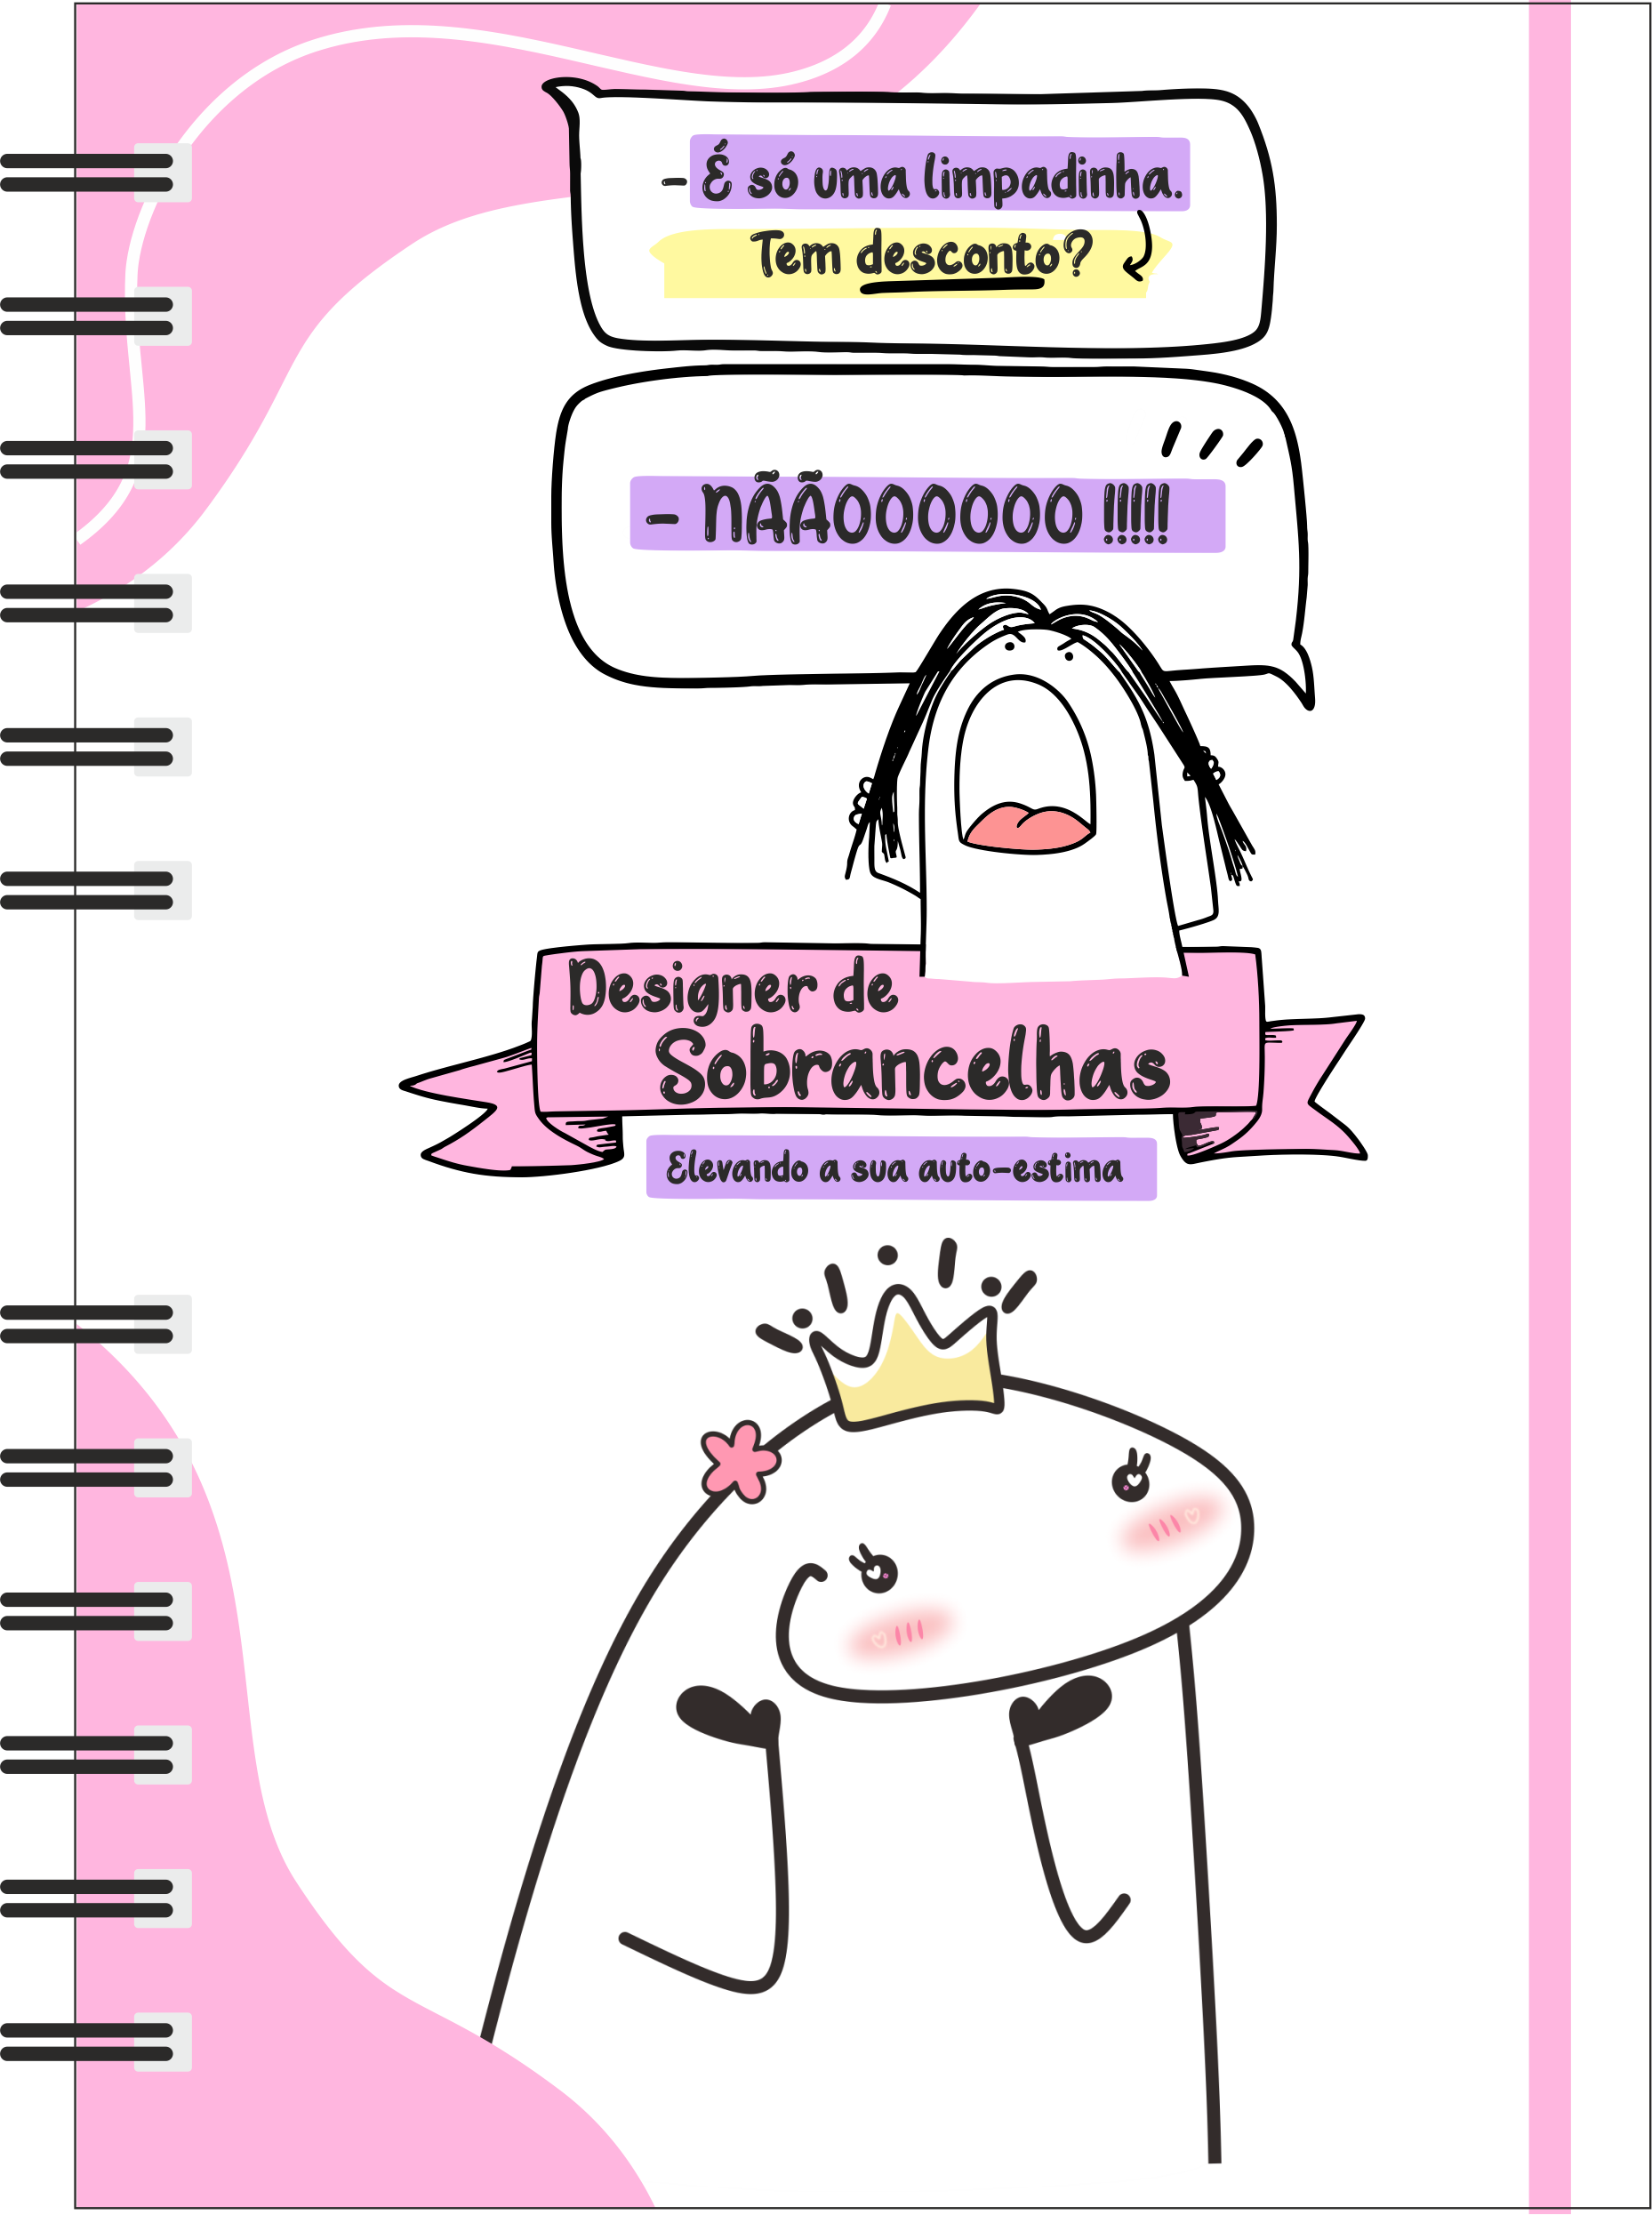 - É só uma limpadinha.
Tem desconto?
- NÃÃOOOOOO !!!!!
Designer de
Sobrancelhas
Elevando a sua auto-estima